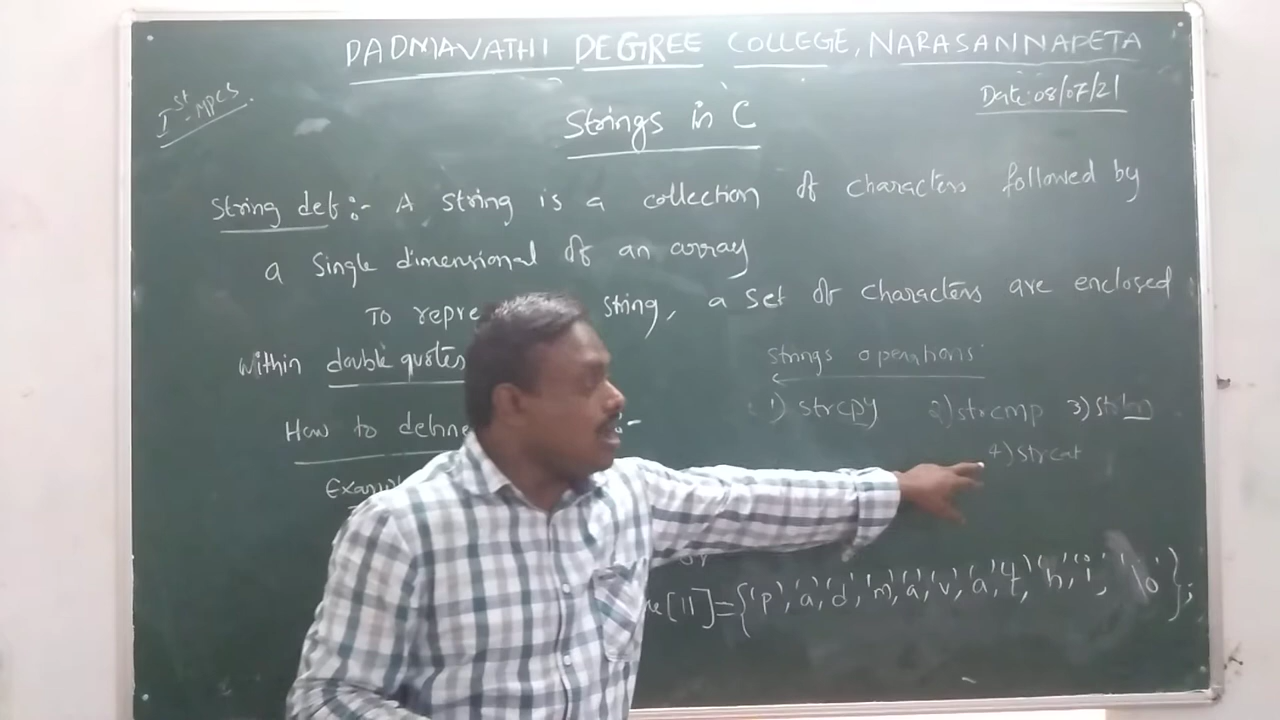 PADMAVATHI DEGREE COLLEGE, NARASANNAPETA
Ist - MPCS.
Date: 08/07/21
Strings in C
String def:- A string is a collection of characters followed by
a single dimensional of an array
To repre string, a set of characters are enclosed
within double quotes
strings operations
1) strcpy 2) strcmp 3) strlen
4) strcat
How to define :-
Exampl
or
[11]={'p','a','d','m','a','v','a','t','h','i','\0'};